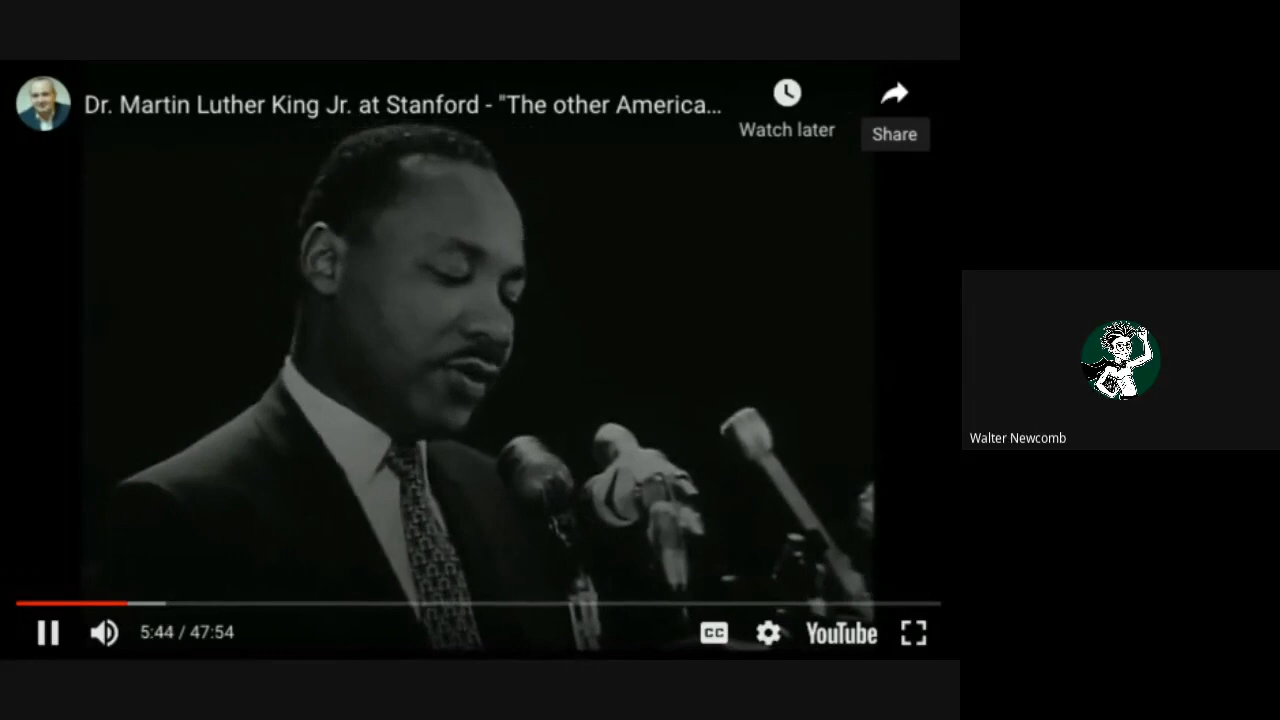 Dr. Martin Luther King Jr. at Stanford - "The other America...
Watch later
Share
Walter Newcomb
5:44 / 47:54
CC
YouTube